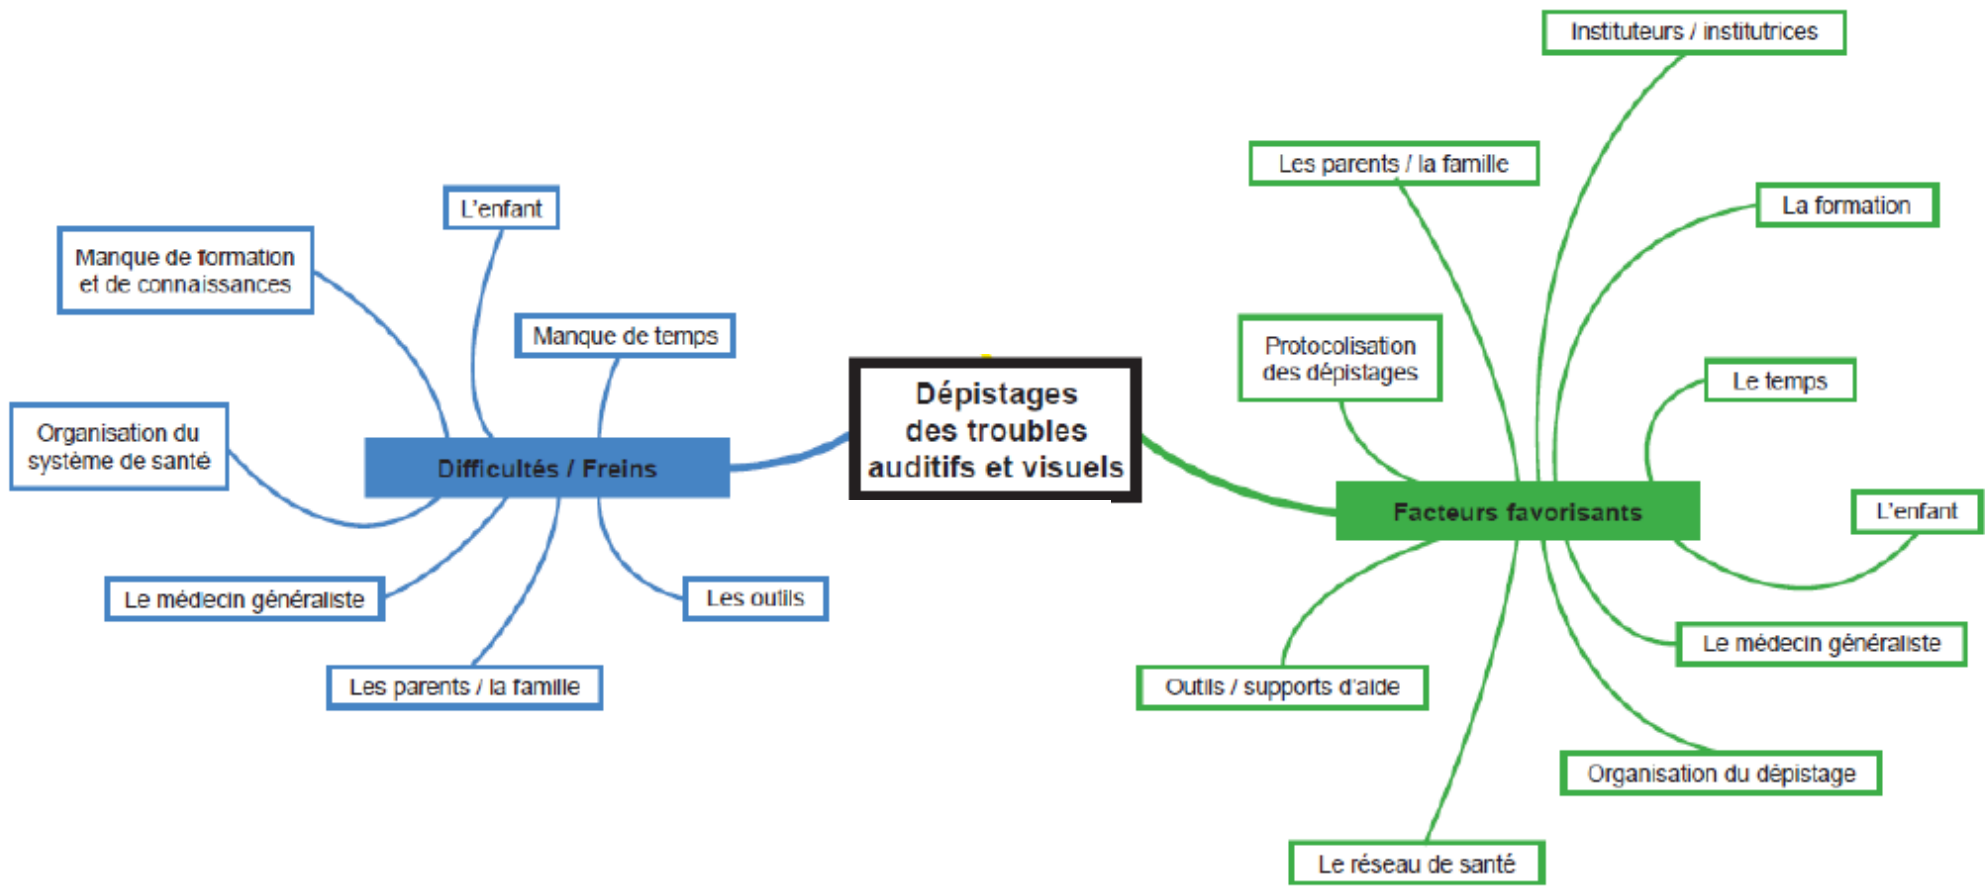 Instituteurs / institutrices
Les parents / la famille
La formation
L'enfant
Manque de formation
et de connaissances
Manque de temps
Protocolisation
des dépistages
Le temps
Dépistages
des troubles
auditifs et visuels
Organisation du
système de santé
Difficultés / Freins
Facteurs favorisants
L'enfant
Le médecin généraliste
Les outils
Le médecin généraliste
Les parents / la famille
Outils / supports d'aide
Organisation du dépistage
Le réseau de santé